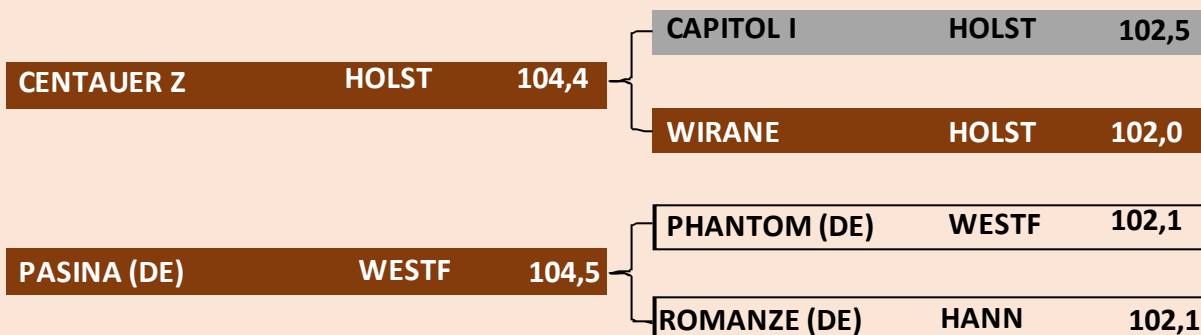 CAPITOL I HOLST 102,5
CENTAUER Z HOLST 104,4
WIRANE HOLST 102,0
PHANTOM (DE) WESTF 102,1
PASINA (DE) WESTF 104,5
ROMANZE (DE) HANN 102,1